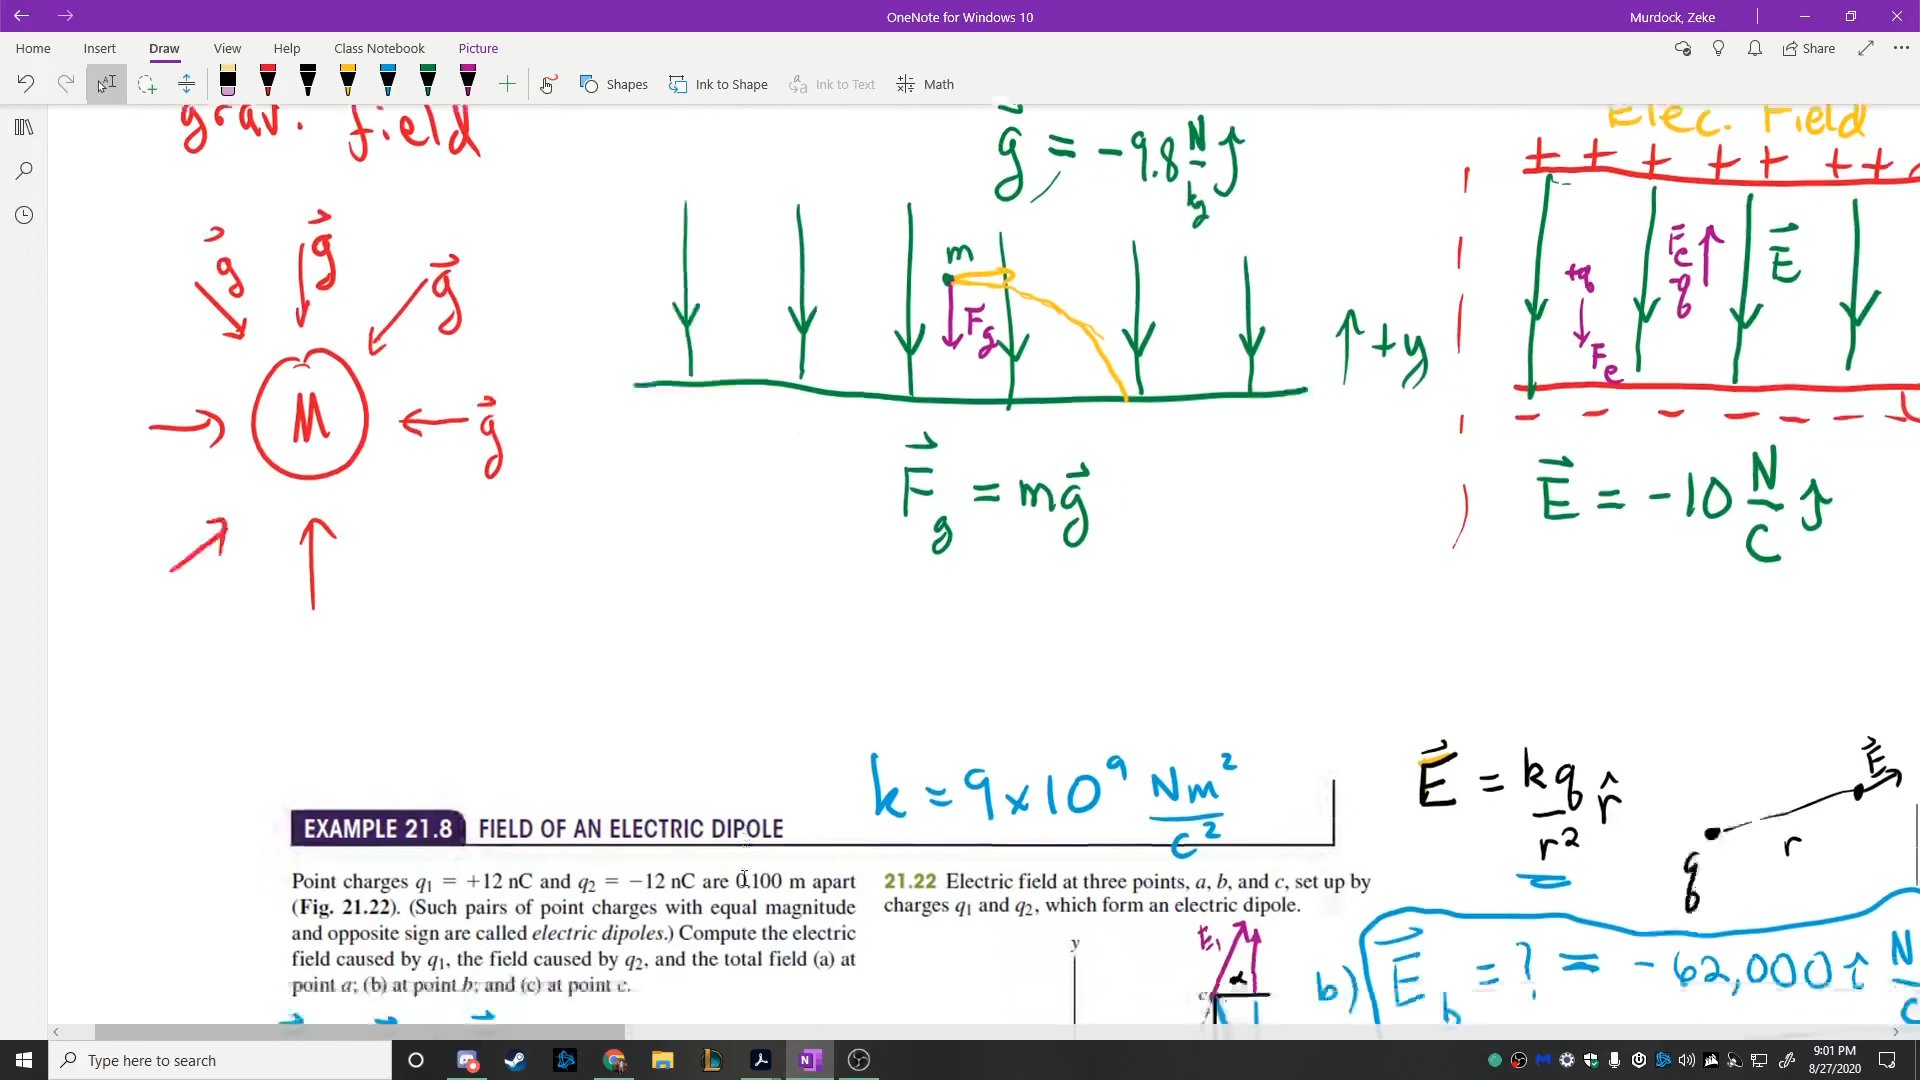 OneNote for Windows 10
Murdock, Zeke
Home Insert Draw View Help Class Notebook Picture
Share
Shapes Ink to Shape Ink to Text Math
grav. field
g = -9.8 N/kg ĵ
Elec. Field
+ + + + + + +
g g g
m
Fg
+y
+q
Fe
Fe
-q
E
M
g
Fg = mg
E = -10 N/C ĵ
k = 9 x 10⁹ Nm²/C²
E = kq/r² r̂
E
r
q
EXAMPLE 21.8 FIELD OF AN ELECTRIC DIPOLE
Point charges q₁ = +12 nC and q₂ = −12 nC are 0.100 m apart
(Fig. 21.22). (Such pairs of point charges with equal magnitude
and opposite sign are called electric dipoles.) Compute the electric
field caused by q₁, the field caused by q₂, and the total field (a) at
point a; (b) at point b; and (c) at point c.
21.22 Electric field at three points, a, b, and c, set up by
charges q₁ and q₂, which form an electric dipole.
y
E₁
α
c
b) E_b = ? = -62,000 î N/C
Type here to search
9:01 PM
8/27/2020